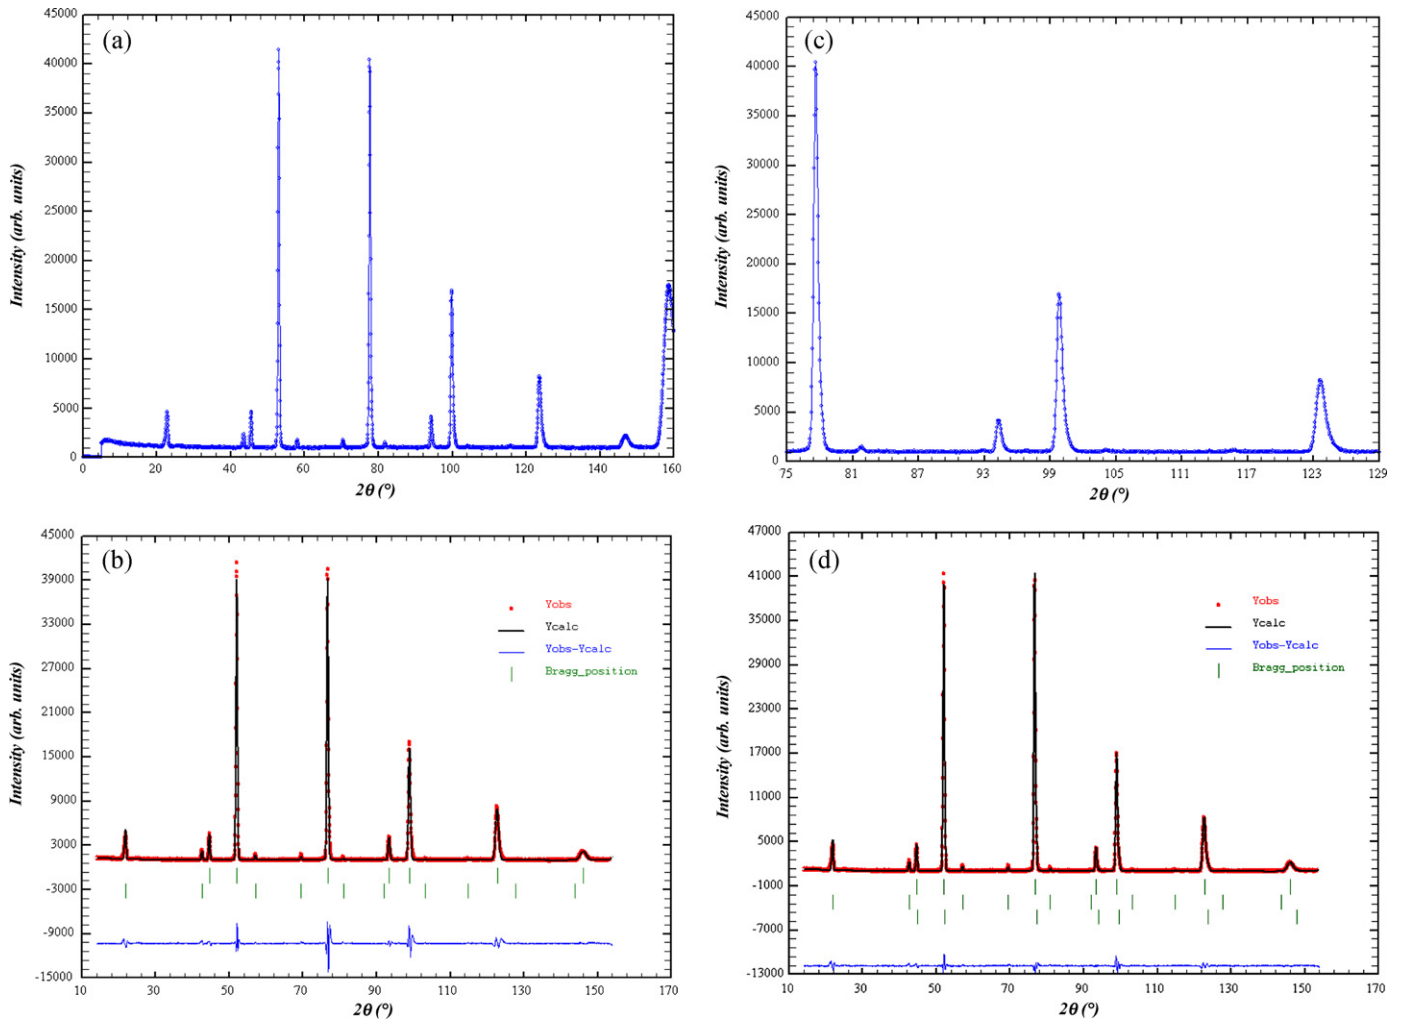 (a)
45000
40000
35000
30000
25000
20000
15000
10000
5000
0
Intensity (arb. units)
0 20 40 60 80 100 120 140 160
2θ (°)
(c)
45000
40000
35000
30000
25000
20000
15000
10000
5000
0
Intensity (arb. units)
75 81 87 93 99 105 111 117 123 129
2θ (°)
(b)
45000
39000
33000
27000
21000
15000
9000
3000
-3000
-9000
-15000
Intensity (arb. units)
Yobs
Ycalc
Yobs-Ycalc
Bragg_position
10 30 50 70 90 110 130 150 170
2θ (°)
(d)
47000
41000
35000
29000
23000
17000
11000
5000
-1000
-7000
-13000
Intensity (arb. units)
Yobs
Ycalc
Yobs-Ycalc
Bragg_position
10 30 50 70 90 110 130 150 170
2θ (°)